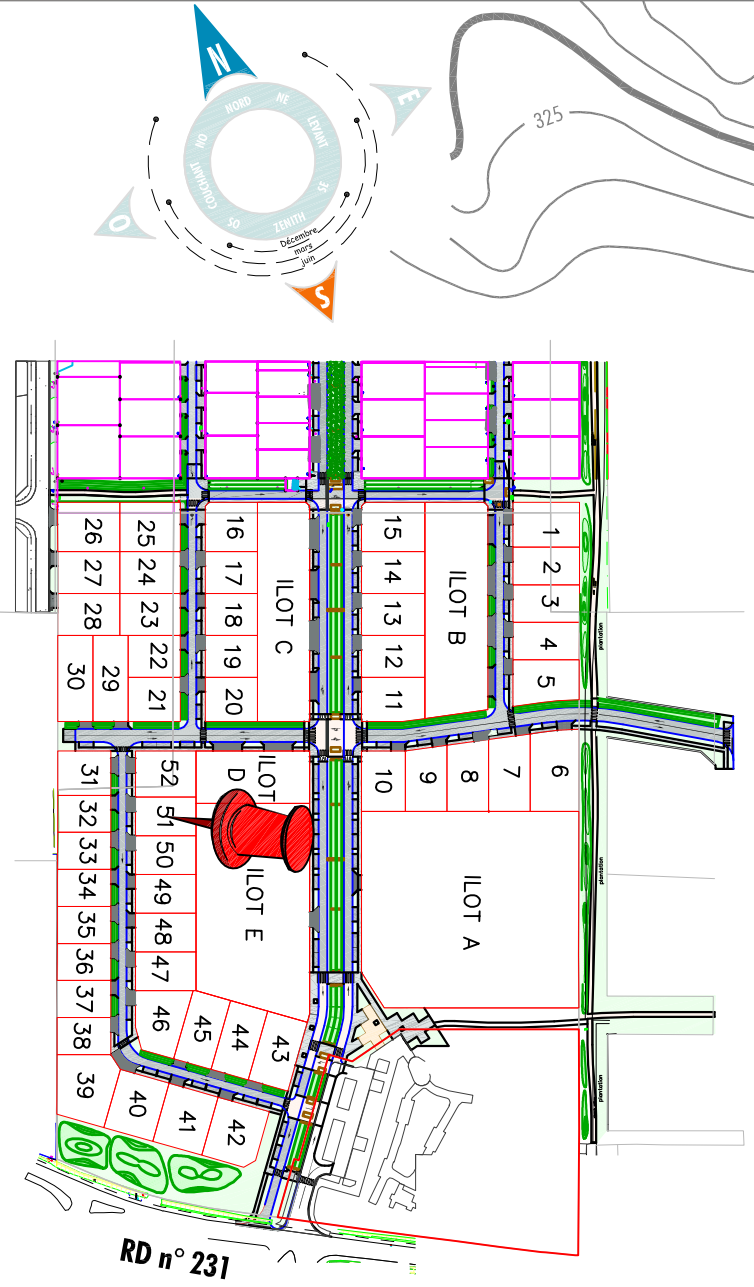 N
E
S
O
NORD
NE
LEVANT
SE
ZENITH
SO
COUCHANT
NO
Décembre
mars
juin
325
26 25 16 15 1
27 24 17 14 2
28 23 18 13 3
ILOT C
ILOT B
plantation
30 29 22 19 12 4
21 20 11 5
31 52 ILOT D 10 9 8 7 6
32 51
33 50
34 49
ILOT E
ILOT A
plantation
35 48
36 47
37 46 45 44 43
38
39 40 41 42
plantation
RD n° 231